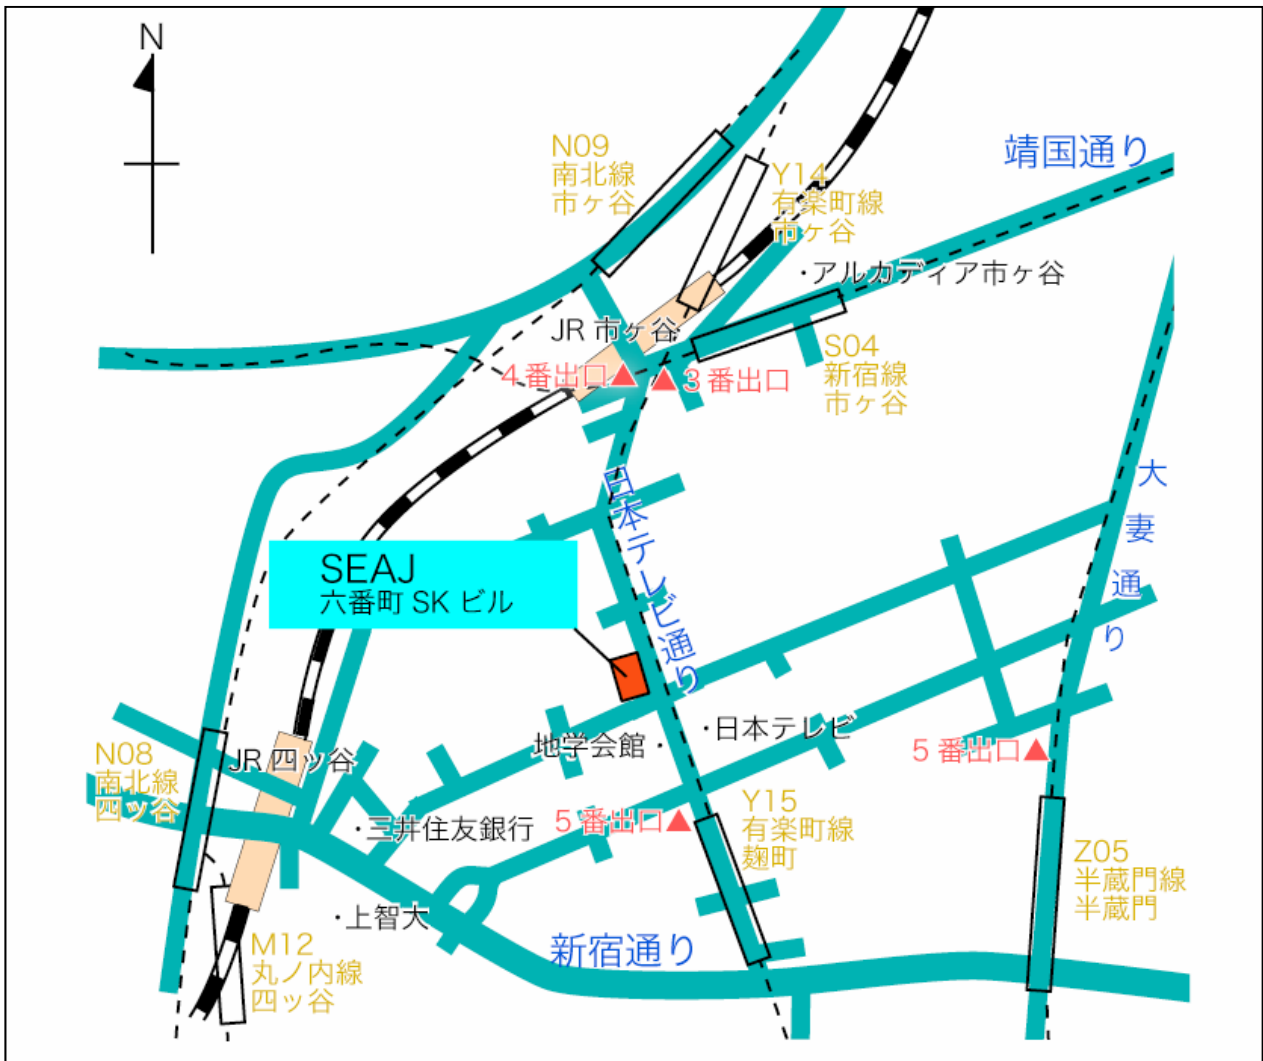 N
N09
南北線
市ヶ谷
Y14
有楽町線
市ヶ谷
靖国通り
・アルカディア市ヶ谷
JR 市ヶ谷
S04
新宿線
市ヶ谷
4番出口▲
▲3番出口
日本テレビ通り
大妻通り
SEAJ
六番町 SK ビル
・日本テレビ
地学会館・
5番出口▲
N08
南北線
四ッ谷
JR 四ッ谷
・三井住友銀行
5番出口▲
Y15
有楽町線
麹町
Z05
半蔵門線
半蔵門
・上智大
新宿通り
M12
丸ノ内線
四ッ谷